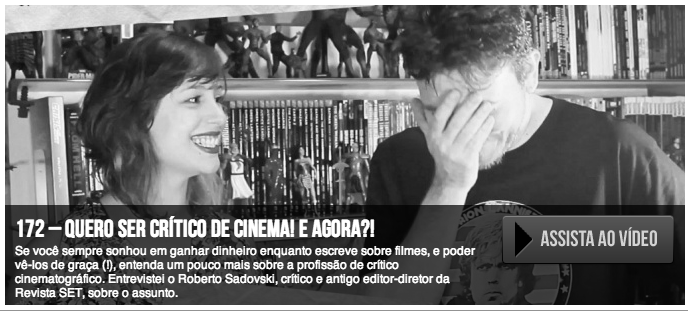 172 – QUERO SER CRÍTICO DE CINEMA! E AGORA?!
Se você sempre sonhou em ganhar dinheiro enquanto escreve sobre filmes, e poder
vê-los de graça (!), entenda um pouco mais sobre a profissão de crítico
cinematográfico. Entrevistei o Roberto Sadovski, crítico e antigo editor-diretor da
Revista SET, sobre o assunto.
ASSISTA AO VÍDEO